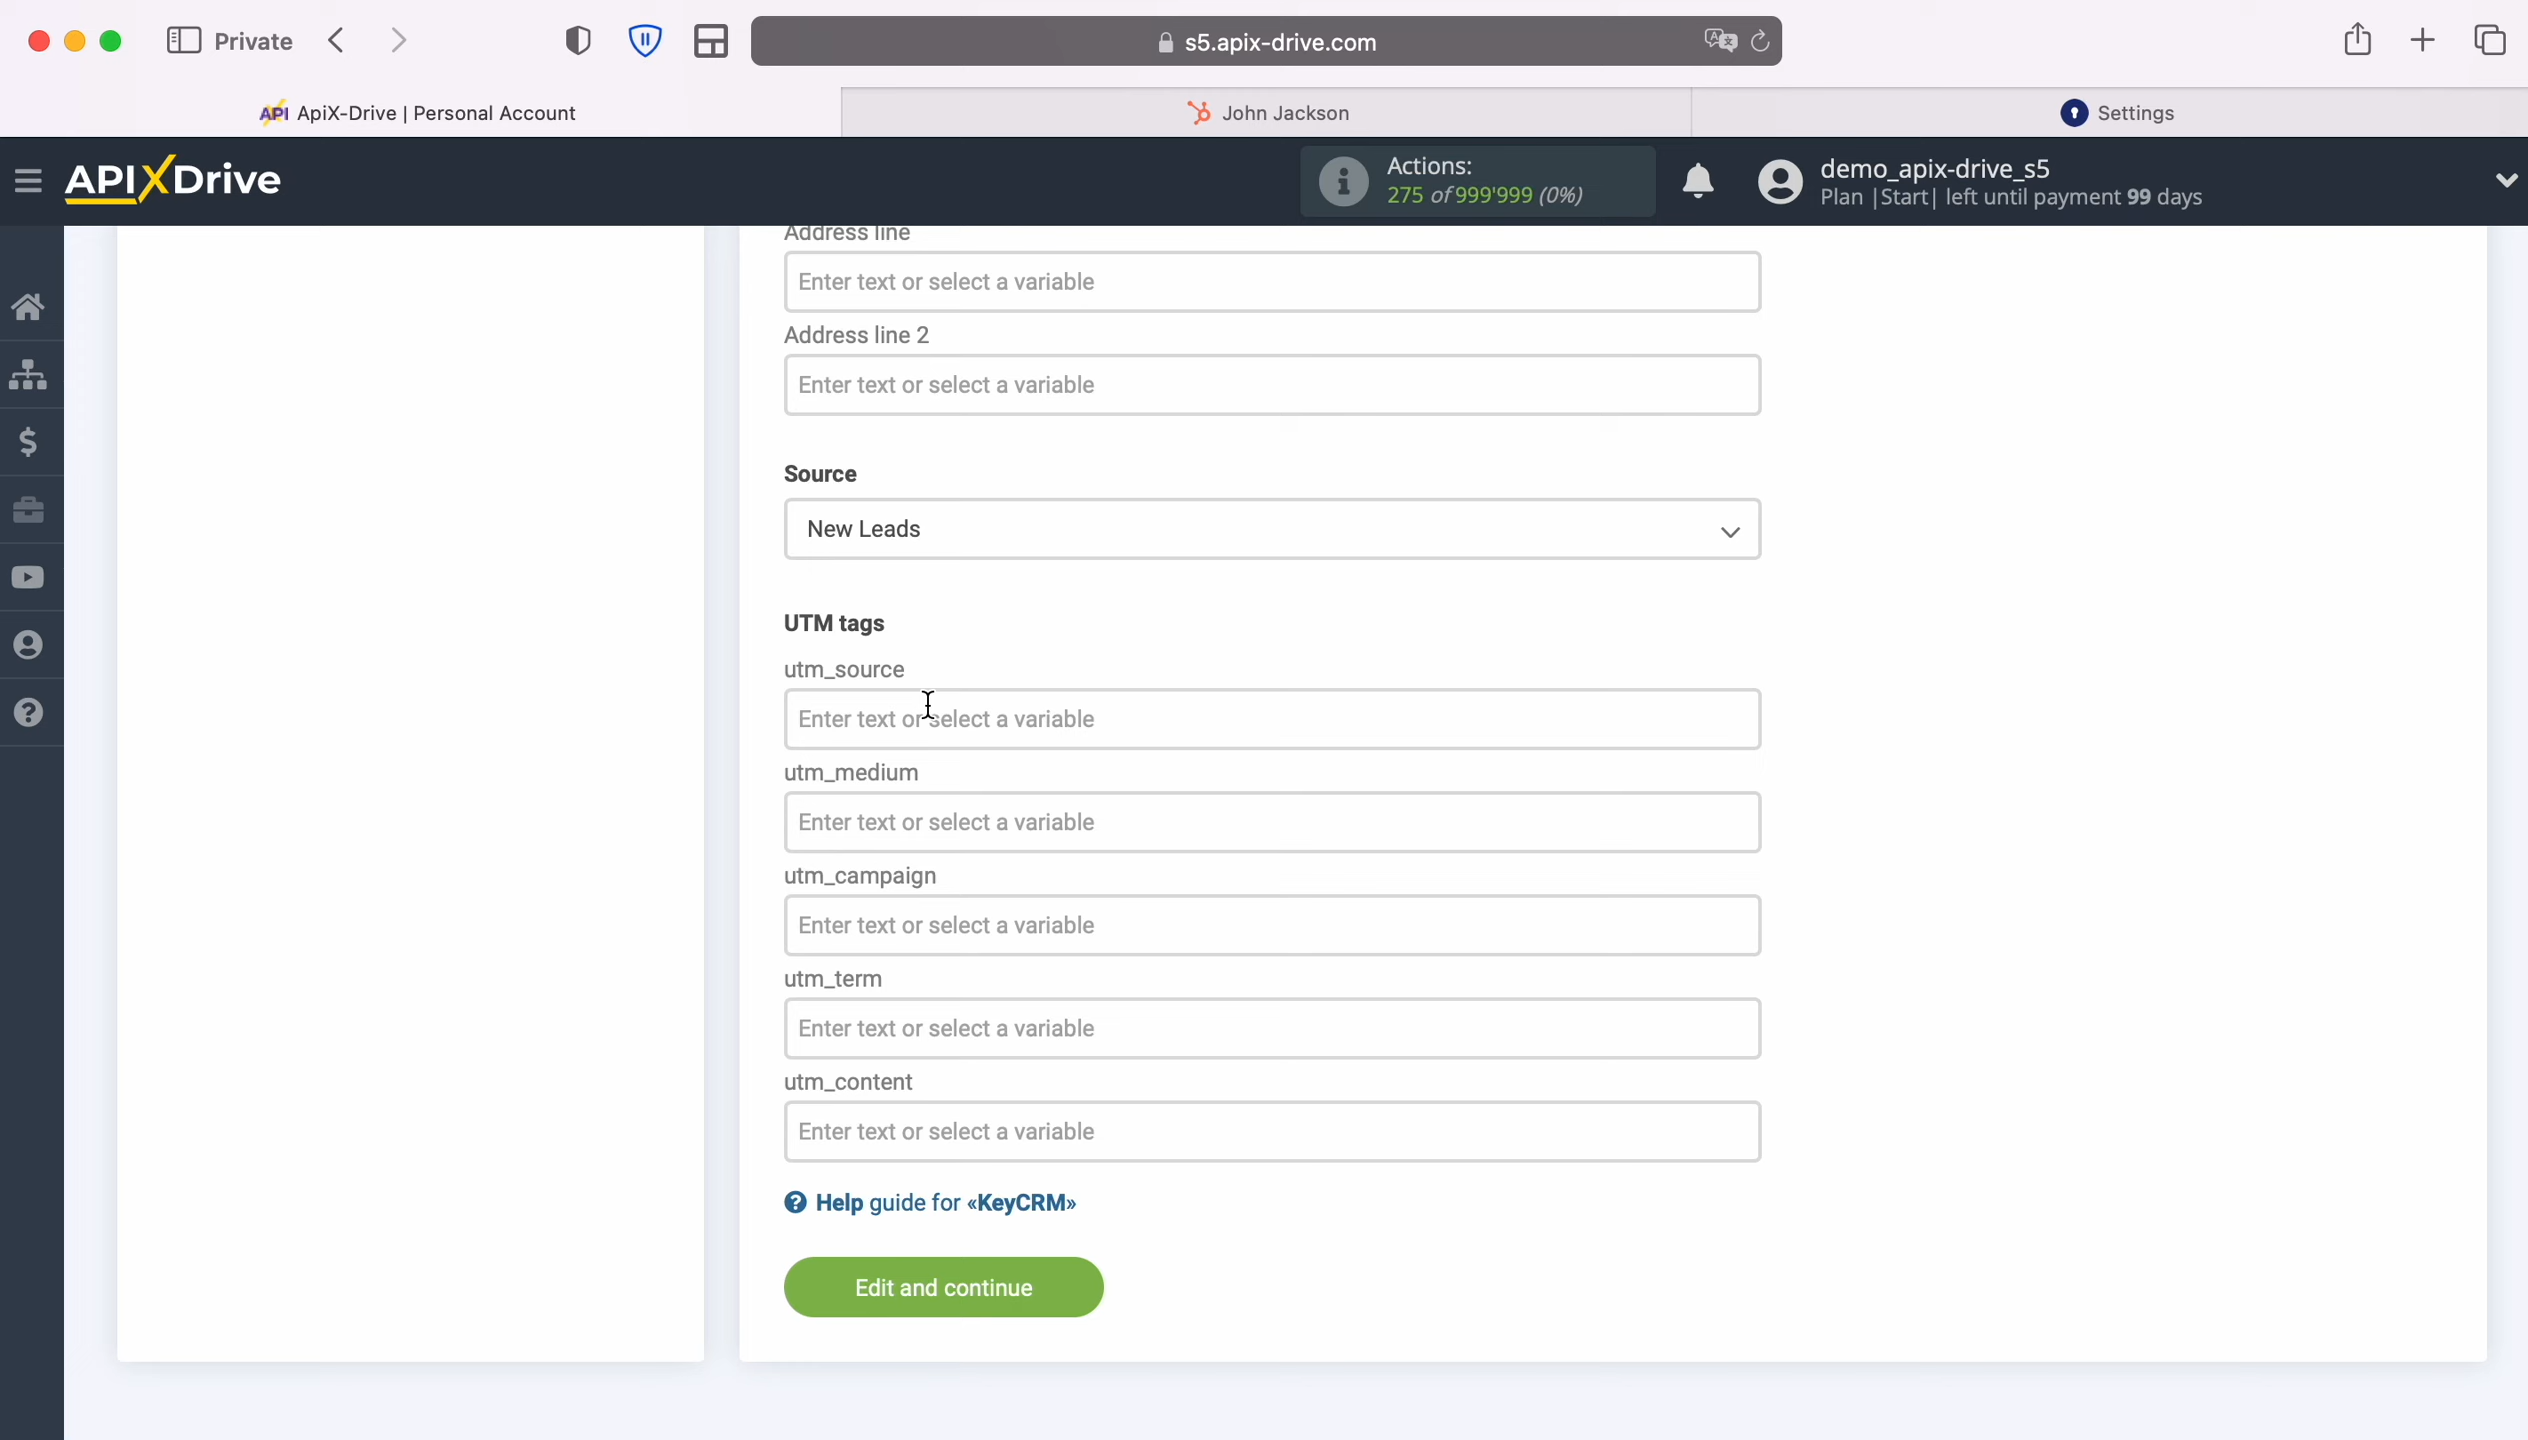 Private
s5.apix-drive.com
API ApiX-Drive | Personal Account
John Jackson
Settings
APIXDrive
Actions:
275 of 999'999 (0%)
demo_apix-drive_s5
Plan |Start| left until payment 99 days
Address line
Enter text or select a variable
Address line 2
Enter text or select a variable
Source
New Leads
UTM tags
utm_source
Enter text or select a variable
utm_medium
Enter text or select a variable
utm_campaign
Enter text or select a variable
utm_term
Enter text or select a variable
utm_content
Enter text or select a variable
Help guide for «KeyCRM»
Edit and continue